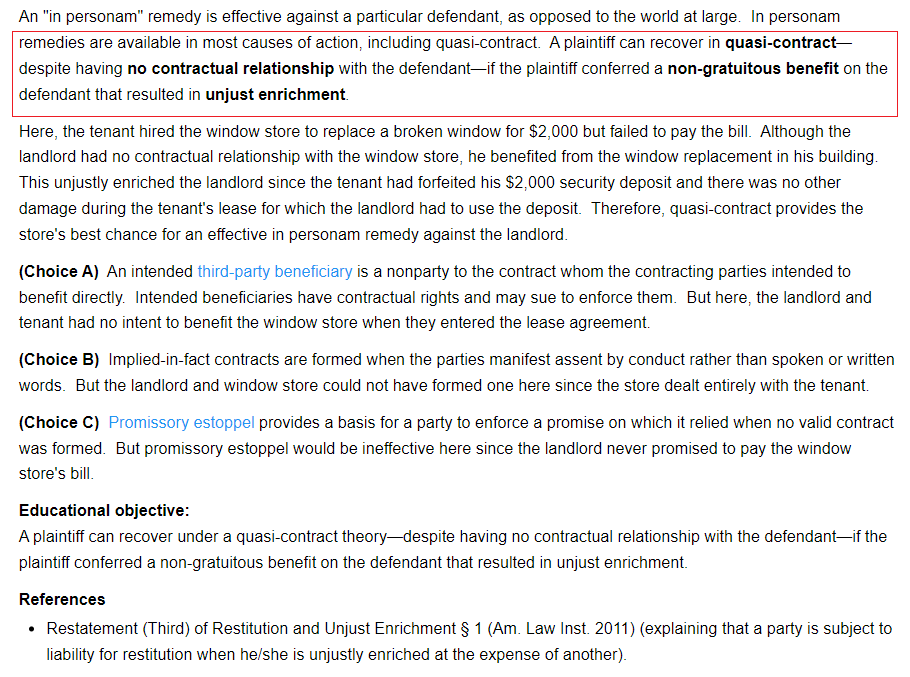 An "in personam" remedy is effective against a particular defendant, as opposed to the world at large.  In personam
remedies are available in most causes of action, including quasi-contract.  A plaintiff can recover in quasi-contract—
despite having no contractual relationship with the defendant—if the plaintiff conferred a non-gratuitous benefit on the
defendant that resulted in unjust enrichment.
Here, the tenant hired the window store to replace a broken window for $2,000 but failed to pay the bill.  Although the
landlord had no contractual relationship with the window store, he benefited from the window replacement in his building.
This unjustly enriched the landlord since the tenant had forfeited his $2,000 security deposit and there was no other
damage during the tenant's lease for which the landlord had to use the deposit.  Therefore, quasi-contract provides the
store's best chance for an effective in personam remedy against the landlord.
(Choice A)  An intended third-party beneficiary is a nonparty to the contract whom the contracting parties intended to
benefit directly.  Intended beneficiaries have contractual rights and may sue to enforce them.  But here, the landlord and
tenant had no intent to benefit the window store when they entered the lease agreement.
(Choice B)  Implied-in-fact contracts are formed when the parties manifest assent by conduct rather than spoken or written
words.  But the landlord and window store could not have formed one here since the store dealt entirely with the tenant.
(Choice C)  Promissory estoppel provides a basis for a party to enforce a promise on which it relied when no valid contract
was formed.  But promissory estoppel would be ineffective here since the landlord never promised to pay the window
store's bill.
Educational objective:
A plaintiff can recover under a quasi-contract theory—despite having no contractual relationship with the defendant—if the
plaintiff conferred a non-gratuitous benefit on the defendant that resulted in unjust enrichment.
References
• Restatement (Third) of Restitution and Unjust Enrichment § 1 (Am. Law Inst. 2011) (explaining that a party is subject to
liability for restitution when he/she is unjustly enriched at the expense of another).